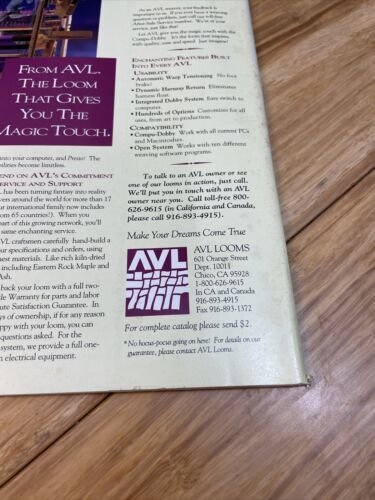 FROM AVL.
THE LOOM
THAT GIVES
YOU THE
MAGIC TOUCH.
into your computer, and Presto! The
bilities become limitless.
END ON AVL'S COMMITMENT
SERVICE AND SUPPORT
has been turning fantasy into reality
avers around the world for more than 17
ur international family now includes
om 65 countries!). When you
part of this growing network, you'll
same enchanting service.
VL craftsmen carefully hand-build a
our specifications and orders, using
nest materials. Like rich kiln-dried
including Eastern Rock Maple and
Ash.
back your loom with a full two-
de Warranty for parts and labor
ute Satisfaction Guarantee. In
ys of ownership, if for any reason
appy with your loom, you can
questions asked. For the
system, we provide a full one-
n electrical equipment.
As an AVL owner, your feedback is
important to us. If you ever have a weaving
question or problem, just call our toll-free
After-Sale Service number. We're at your
service, just like that!
Let AVL give you the magic touch with the
Compu-Dobby. It's the loom that inspires,
with quality, ease and speed. Just imagine!
ENCHANTING FEATURES BUILT
INTO EVERY AVL
USABILITY
• Automatic Warp Tensioning No foot
brake!
• Dynamic Harness Return Eliminates
harness float.
• Integrated Dobby System Easy switch to
computer.
• Hundreds of Options Customize for all
uses, from art to production.
COMPATIBILITY
• Compu-Dobby Work with all current PCs
and Macintoshes.
• Open System Works with ten different
weaving software programs.
To talk to an AVL owner or see
one of our looms in action, just call.
We'll put you in touch with an AVL
owner near you. Call toll-free 800-
626-9615 (in California and Canada,
please call 916-893-4915).
Make Your Dreams Come True
AVL
AVL LOOMS
601 Orange Street
Dept. 10011
Chico, CA 95928
1-800-626-9615
In CA and Canada
916-893-4915
Fax 916-893-1372
For complete catalog please send $2.
*No hocus-pocus going on here! For details on our
guarantee, please contact AVL Looms.